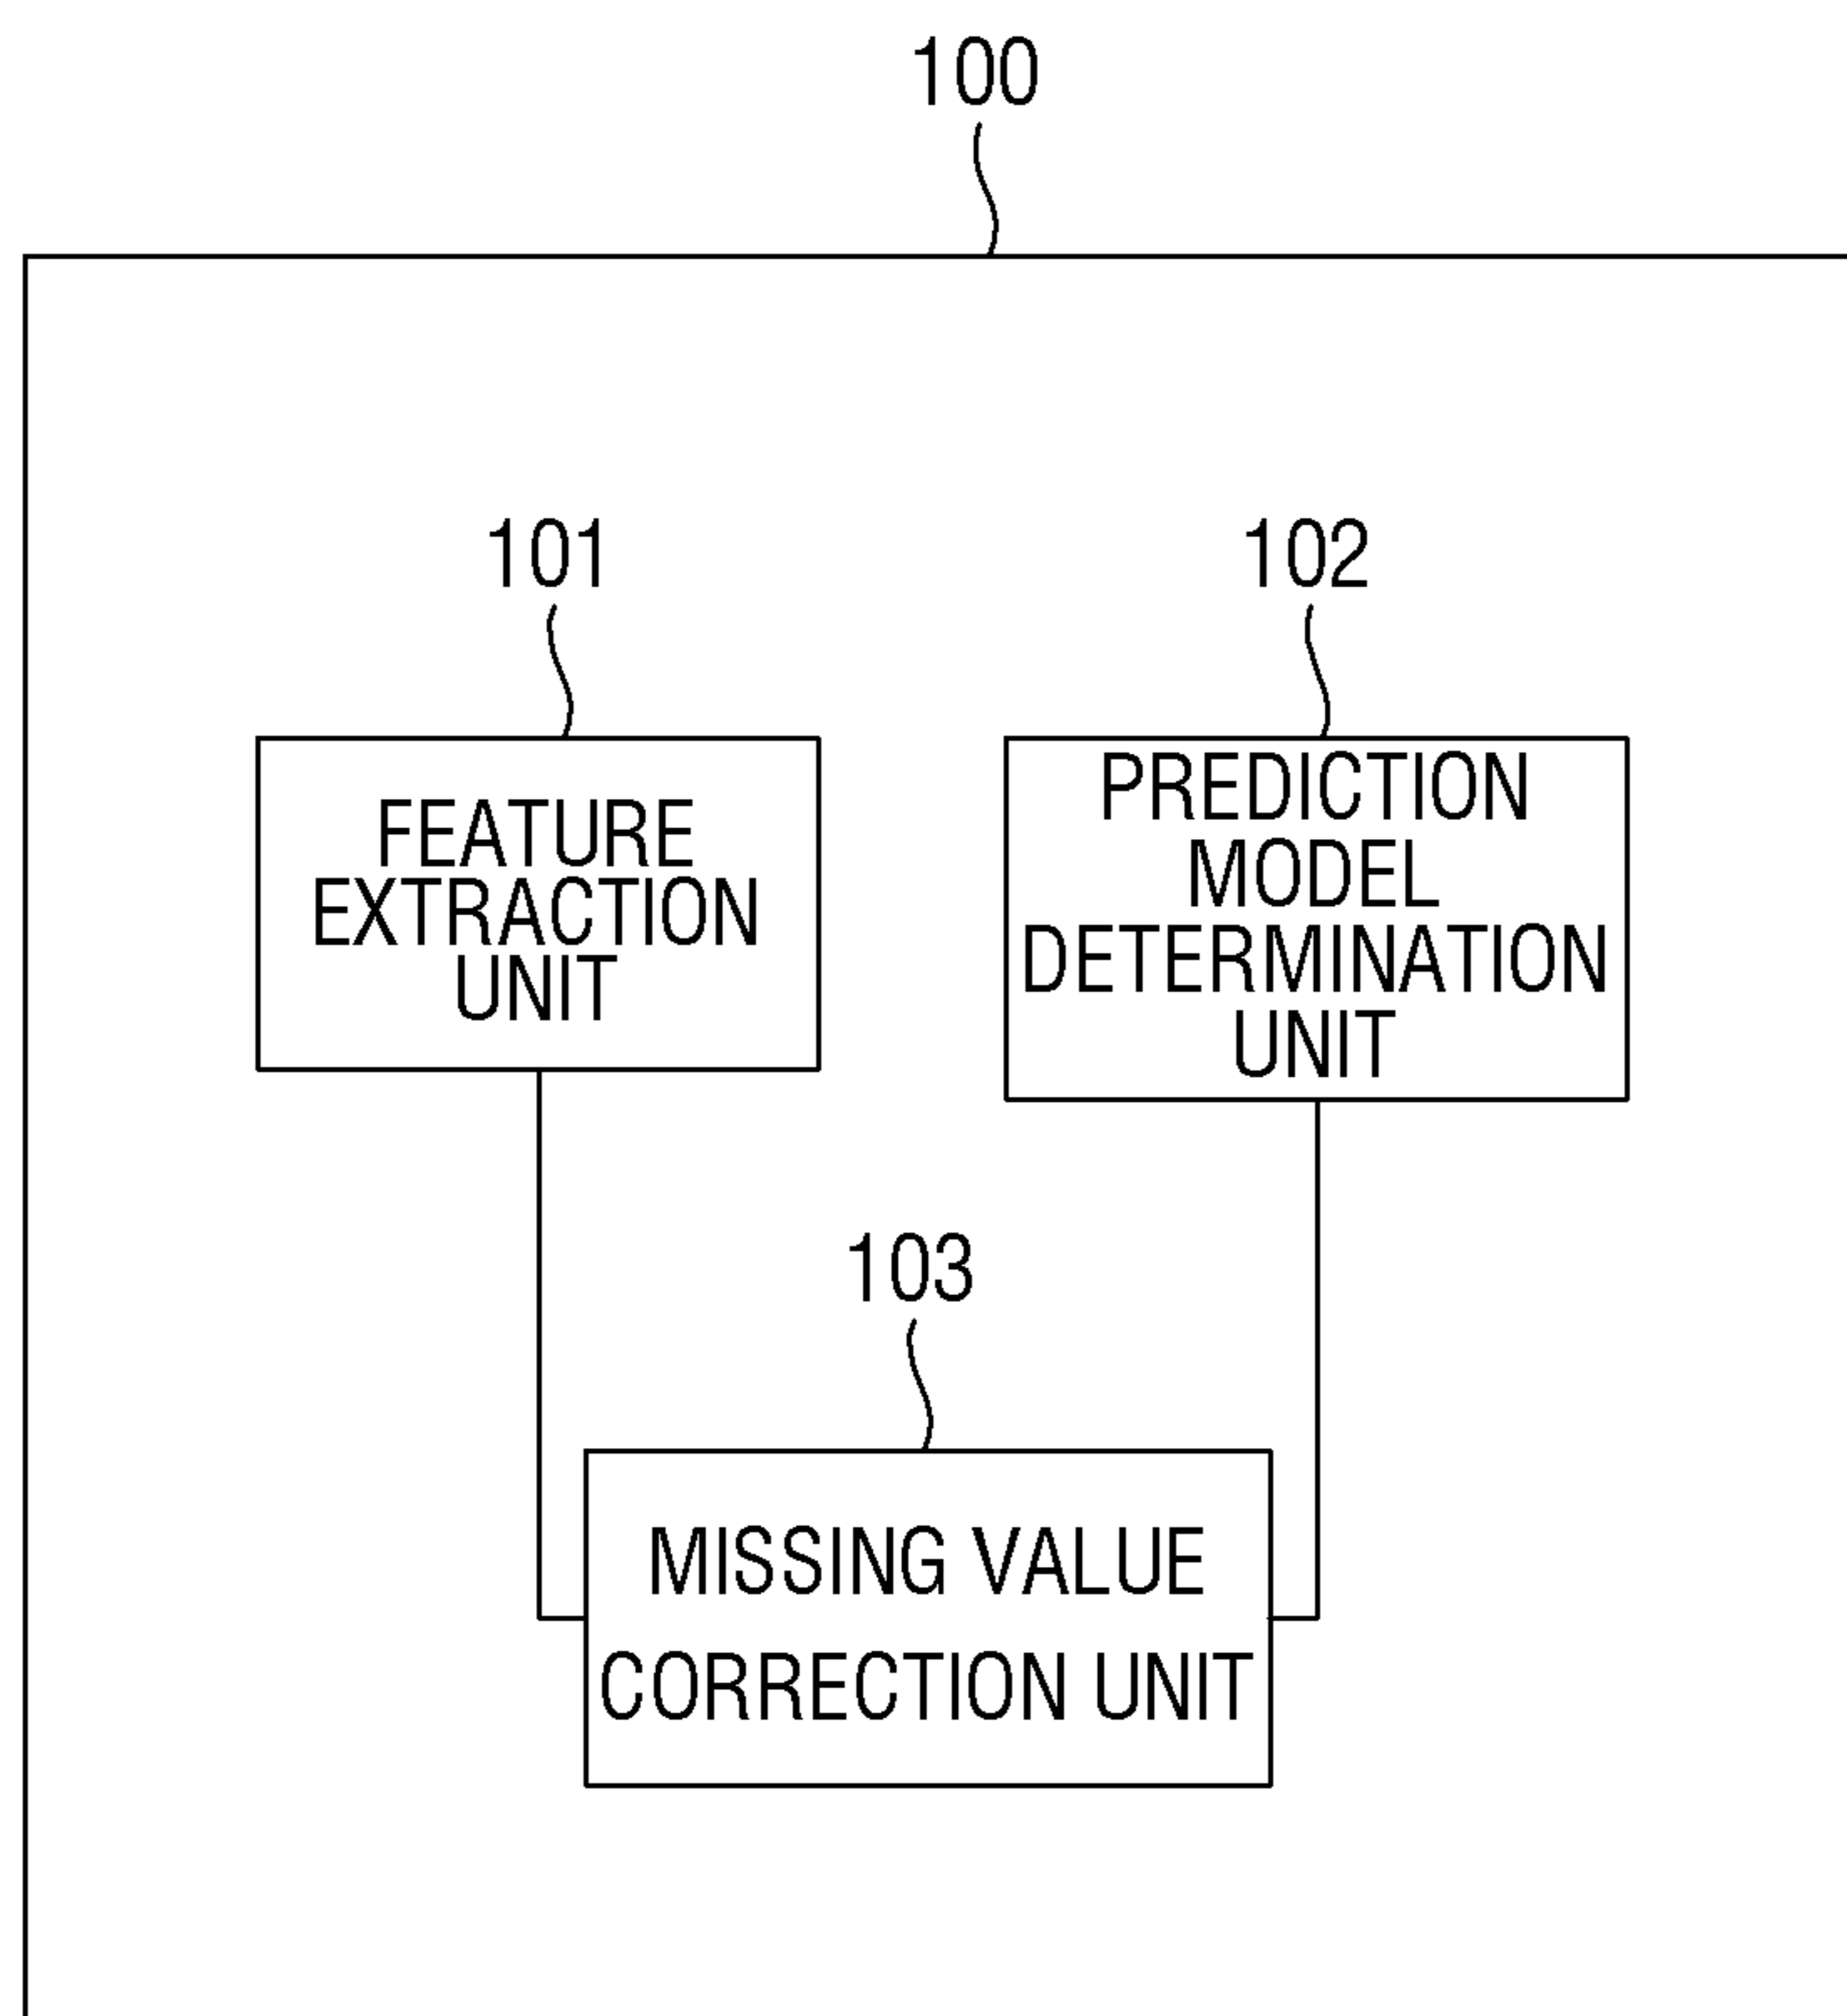 100
101
102
FEATURE
EXTRACTION
UNIT
PREDICTION
MODEL
DETERMINATION
UNIT
103
MISSING VALUE
CORRECTION UNIT